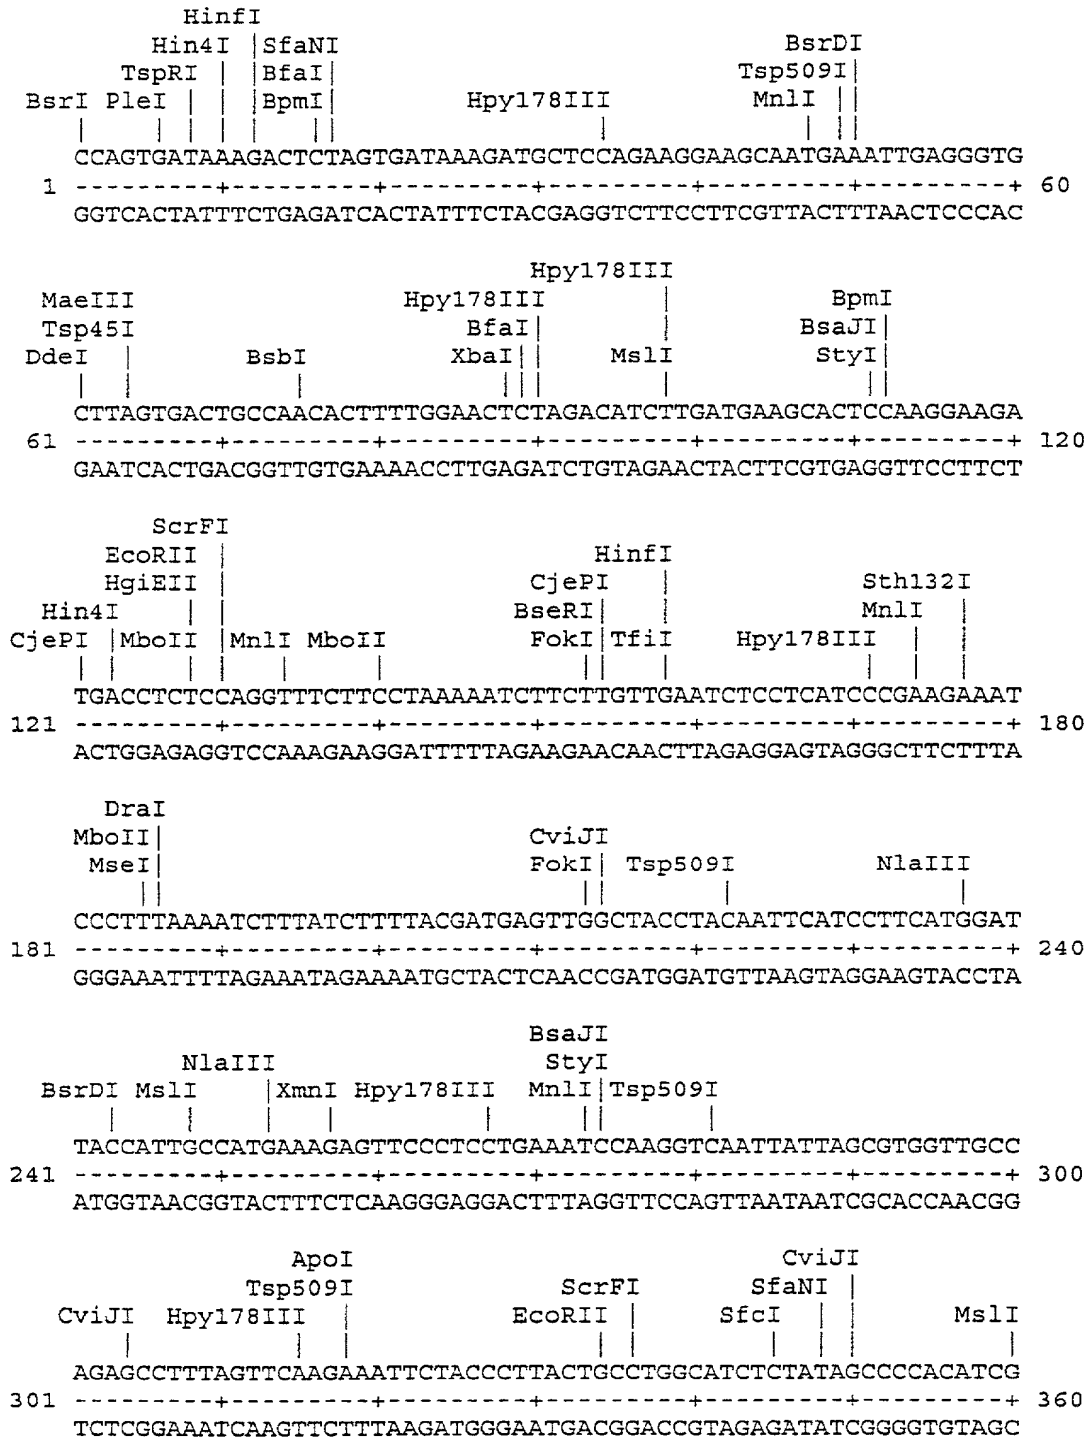 HinfI
Hin4I |SfaNI BsrDI
TspRI | |BfaI| Tsp509I|
BsrI PleI | | |BpmI| Hpy178III MnlI ||
CCAGTGATAAAGACTCTAGTGATAAAGATGCTCCAGAAGGAAGCAATGAAATTGAGGGTG
1 ---------+---------+---------+---------+---------+---------+ 60
GGTCACTATTTCTGAGATCACTATTTCTACGAGGTCTTCCTTCGTTACTTTAACTCCCAC
Hpy178III
MaeIII Hpy178III | BpmI
Tsp45I BfaI| | BsaJI|
DdeI | BsbI XbaI|| MslI StyI|
CTTAGTGACTGCCAACACTTTTGGAACTCTAGACATCTTGATGAAGCACTCCAAGGAAGA
61 ---------+---------+---------+---------+---------+---------+ 120
GAATCACTGACGGTTGTGAAAACCTTGAGATCTGTAGAACTACTTCGTGAGGTTCCTTCT
ScrFI
EcoRII | HinfI
HgiEII | CjePI | Sth132I
Hin4I | | BseRI| | MnlI |
CjePI |MboII |MnlI MboII FokI|TfiI Hpy178III | |
TGACCTCTCCAGGTTTCTTCCTAAAAATCTTCTTGTTGAATCTCCTCATCCCGAAGAAAT
121 ---------+---------+---------+---------+---------+---------+ 180
ACTGGAGAGGTCCAAAGAAGGATTTTTAGAAGAACAACTTAGAGGAGTAGGGCTTCTTTA
DraI
MboII| CviJI
MseI| FokI| Tsp509I NlaIII
CCCTTTAAAATCTTTATCTTTTACGATGAGTTGGCTACCTACAATTCATCCTTCATGGAT
181 ---------+---------+---------+---------+---------+---------+ 240
GGGAAATTTTAGAAATAGAAAATGCTACTCAACCGATGGATGTTAAGTAGGAAGTACCTA
BsaJI
NlaIII StyI
BsrDI MslI |XmnI Hpy178III MnlI|Tsp509I
TACCATTGCCATGAAAGAGTTCCCTCCTGAAATCCAAGGTCAATTATTAGCGTGGTTGCC
241 ---------+---------+---------+---------+---------+---------+ 300
ATGGTAACGGTACTTTCTCAAGGGAGGACTTTAGGTTCCAGTTAATAATCGCACCAACGG
ApoI CviJI
Tsp509I ScrFI SfaNI |
CviJI Hpy178III | EcoRII | SfcI | | MslI
AGAGCCTTTAGTTCAAGAAATTCTACCCTTACTGCCTGGCATCTCTATAGCCCCACATCG
301 ---------+---------+---------+---------+---------+---------+ 360
TCTCGGAAATCAAGTTCTTTAAGATGGGAATGACGGACCGTAGAGATATCGGGGTGTAGC